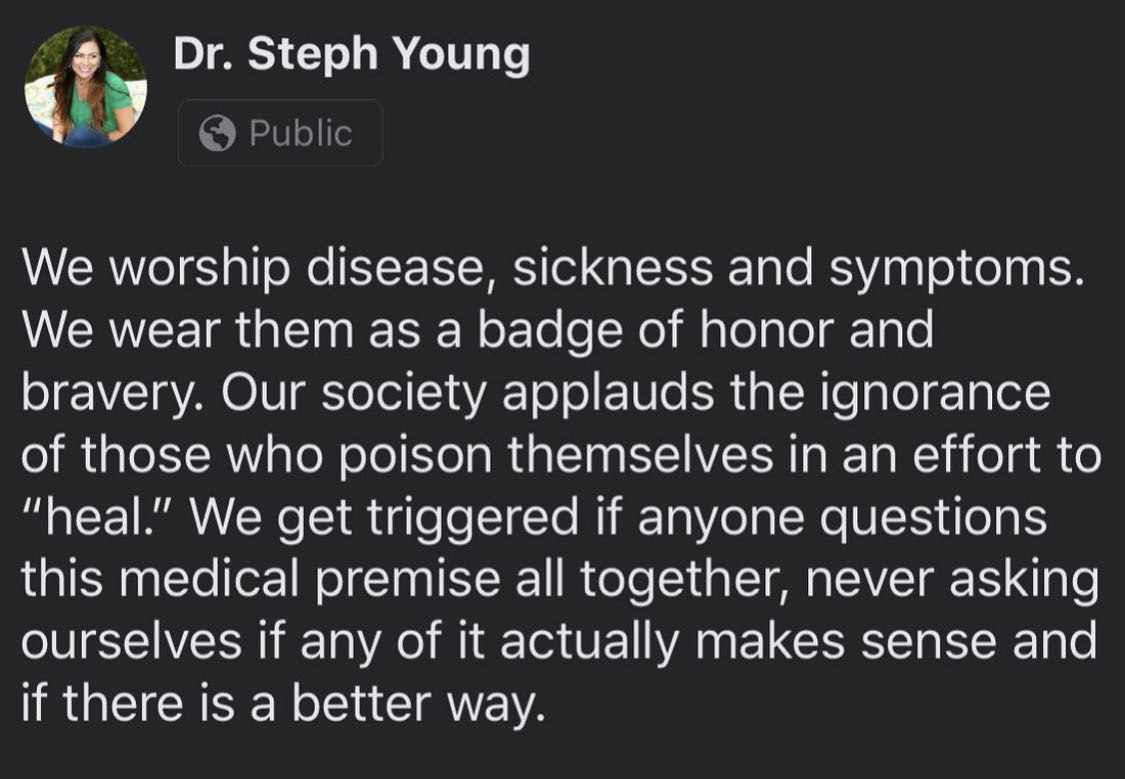 Dr. Steph Young
Public
We worship disease, sickness and symptoms.
We wear them as a badge of honor and
bravery. Our society applauds the ignorance
of those who poison themselves in an effort to
“heal.” We get triggered if anyone questions
this medical premise all together, never asking
ourselves if any of it actually makes sense and
if there is a better way.